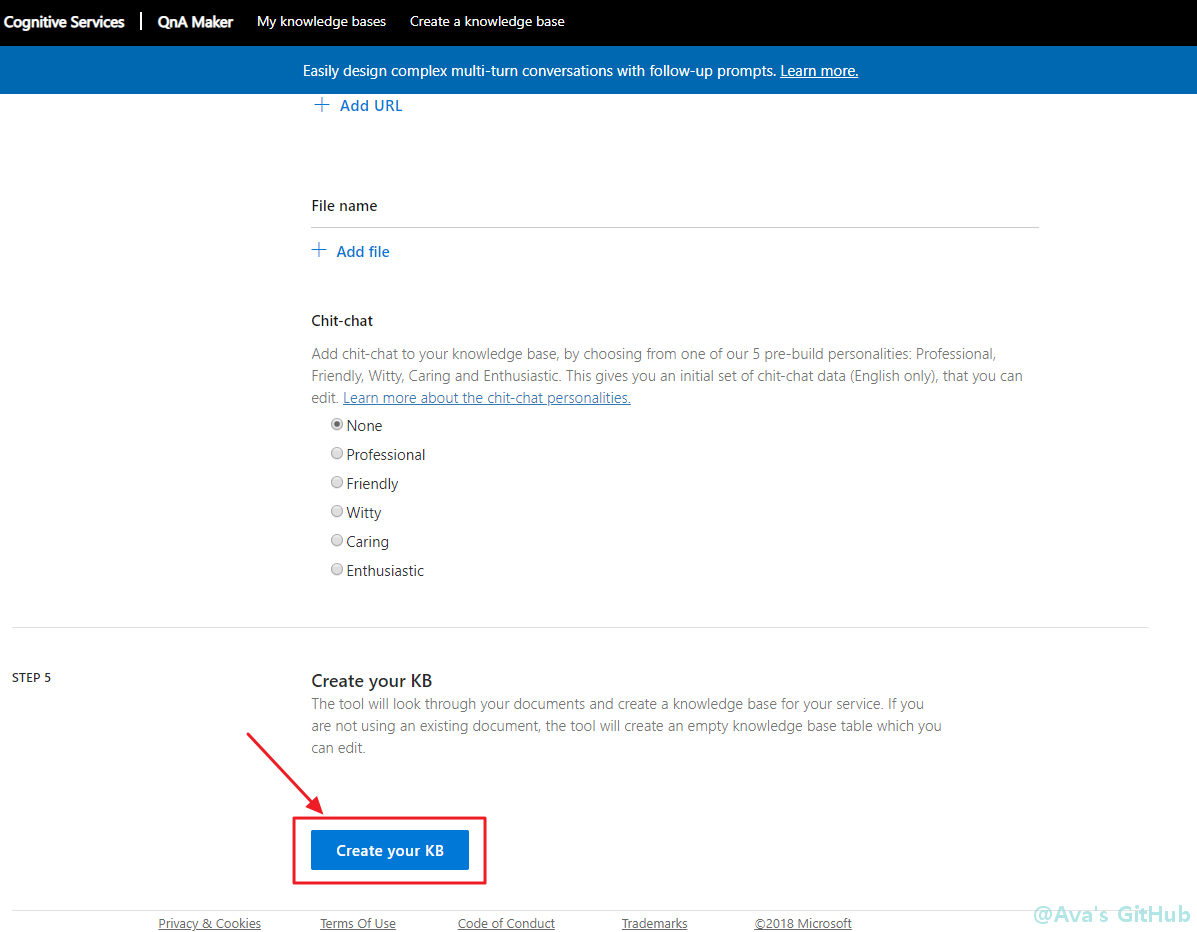 Cognitive Services | QnA Maker My knowledge bases Create a knowledge base
Easily design complex multi-turn conversations with follow-up prompts. Learn more.
+ Add URL
File name
+ Add file
Chit-chat
Add chit-chat to your knowledge base, by choosing from one of our 5 pre-build personalities: Professional,
Friendly, Witty, Caring and Enthusiastic. This gives you an initial set of chit-chat data (English only), that you can
edit. Learn more about the chit-chat personalities.
None
Professional
Friendly
Witty
Caring
Enthusiastic
STEP 5
Create your KB
The tool will look through your documents and create a knowledge base for your service. If you
are not using an existing document, the tool will create an empty knowledge base table which you
can edit.
Create your KB
Privacy & Cookies Terms Of Use Code of Conduct Trademarks ©2018 Microsoft
@Ava's GitHub